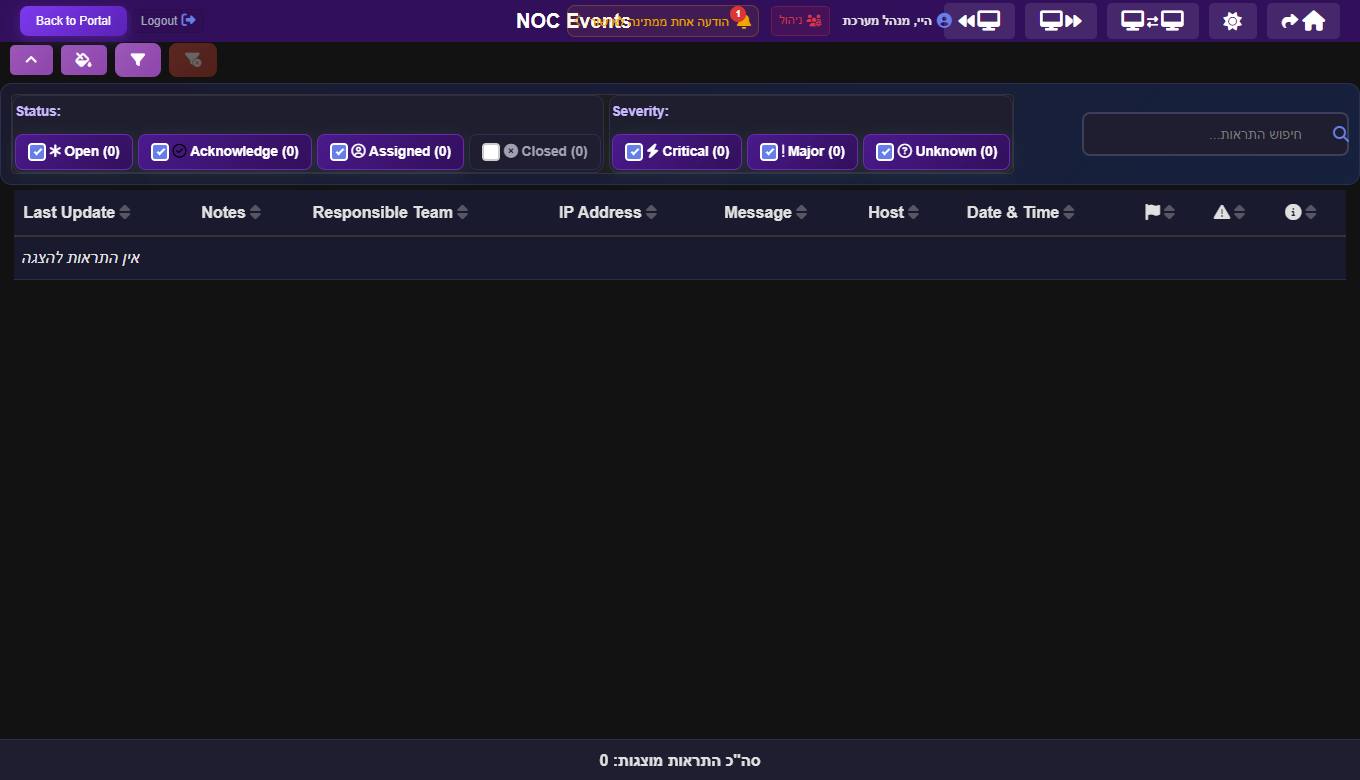 Back to Portal
Logout
NOC Events
הודעה אחת ממתינה
1
ניהול
היי, מנהל מערכת
Status:
Open (0)
Acknowledge (0)
Assigned (0)
Closed (0)
Severity:
Critical (0)
! Major (0)
Unknown (0)
חיפוש התראות...
Last Update
Notes
Responsible Team
IP Address
Message
Host
Date & Time
אין התראות להצגה
סה"כ התראות מוצגות: 0